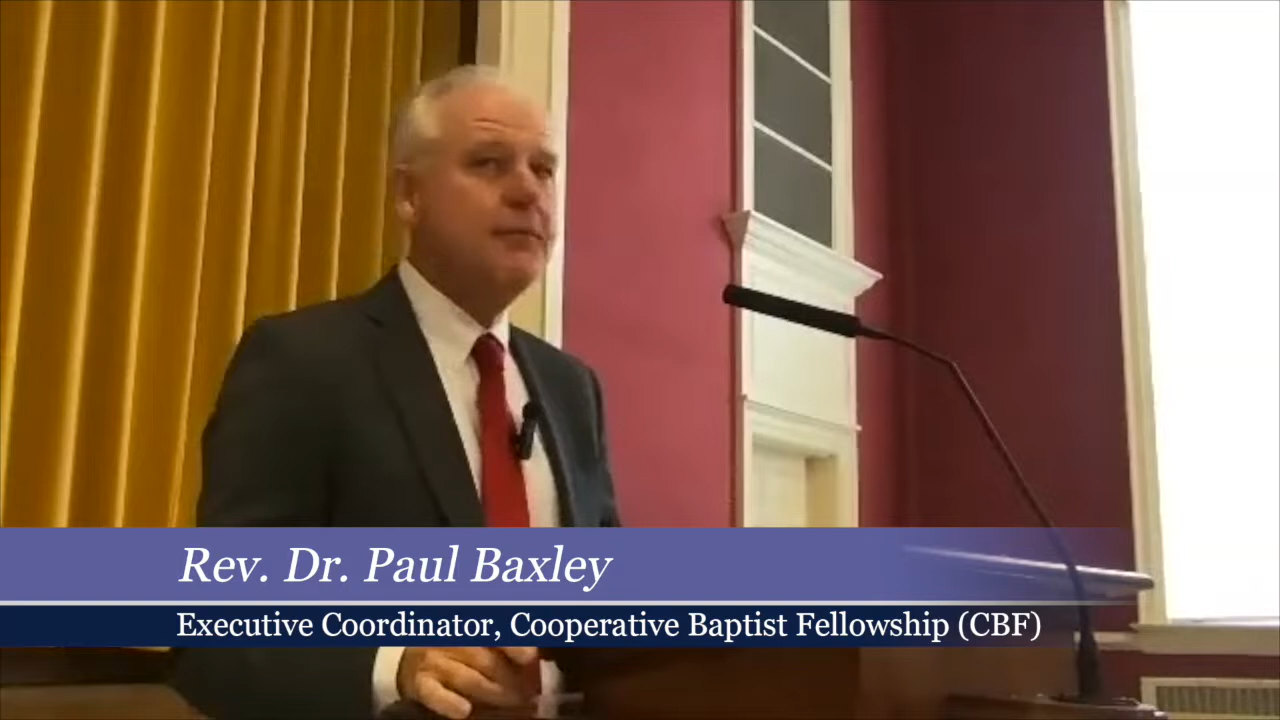 Rev. Dr. Paul Baxley
Executive Coordinator, Cooperative Baptist Fellowship (CBF)